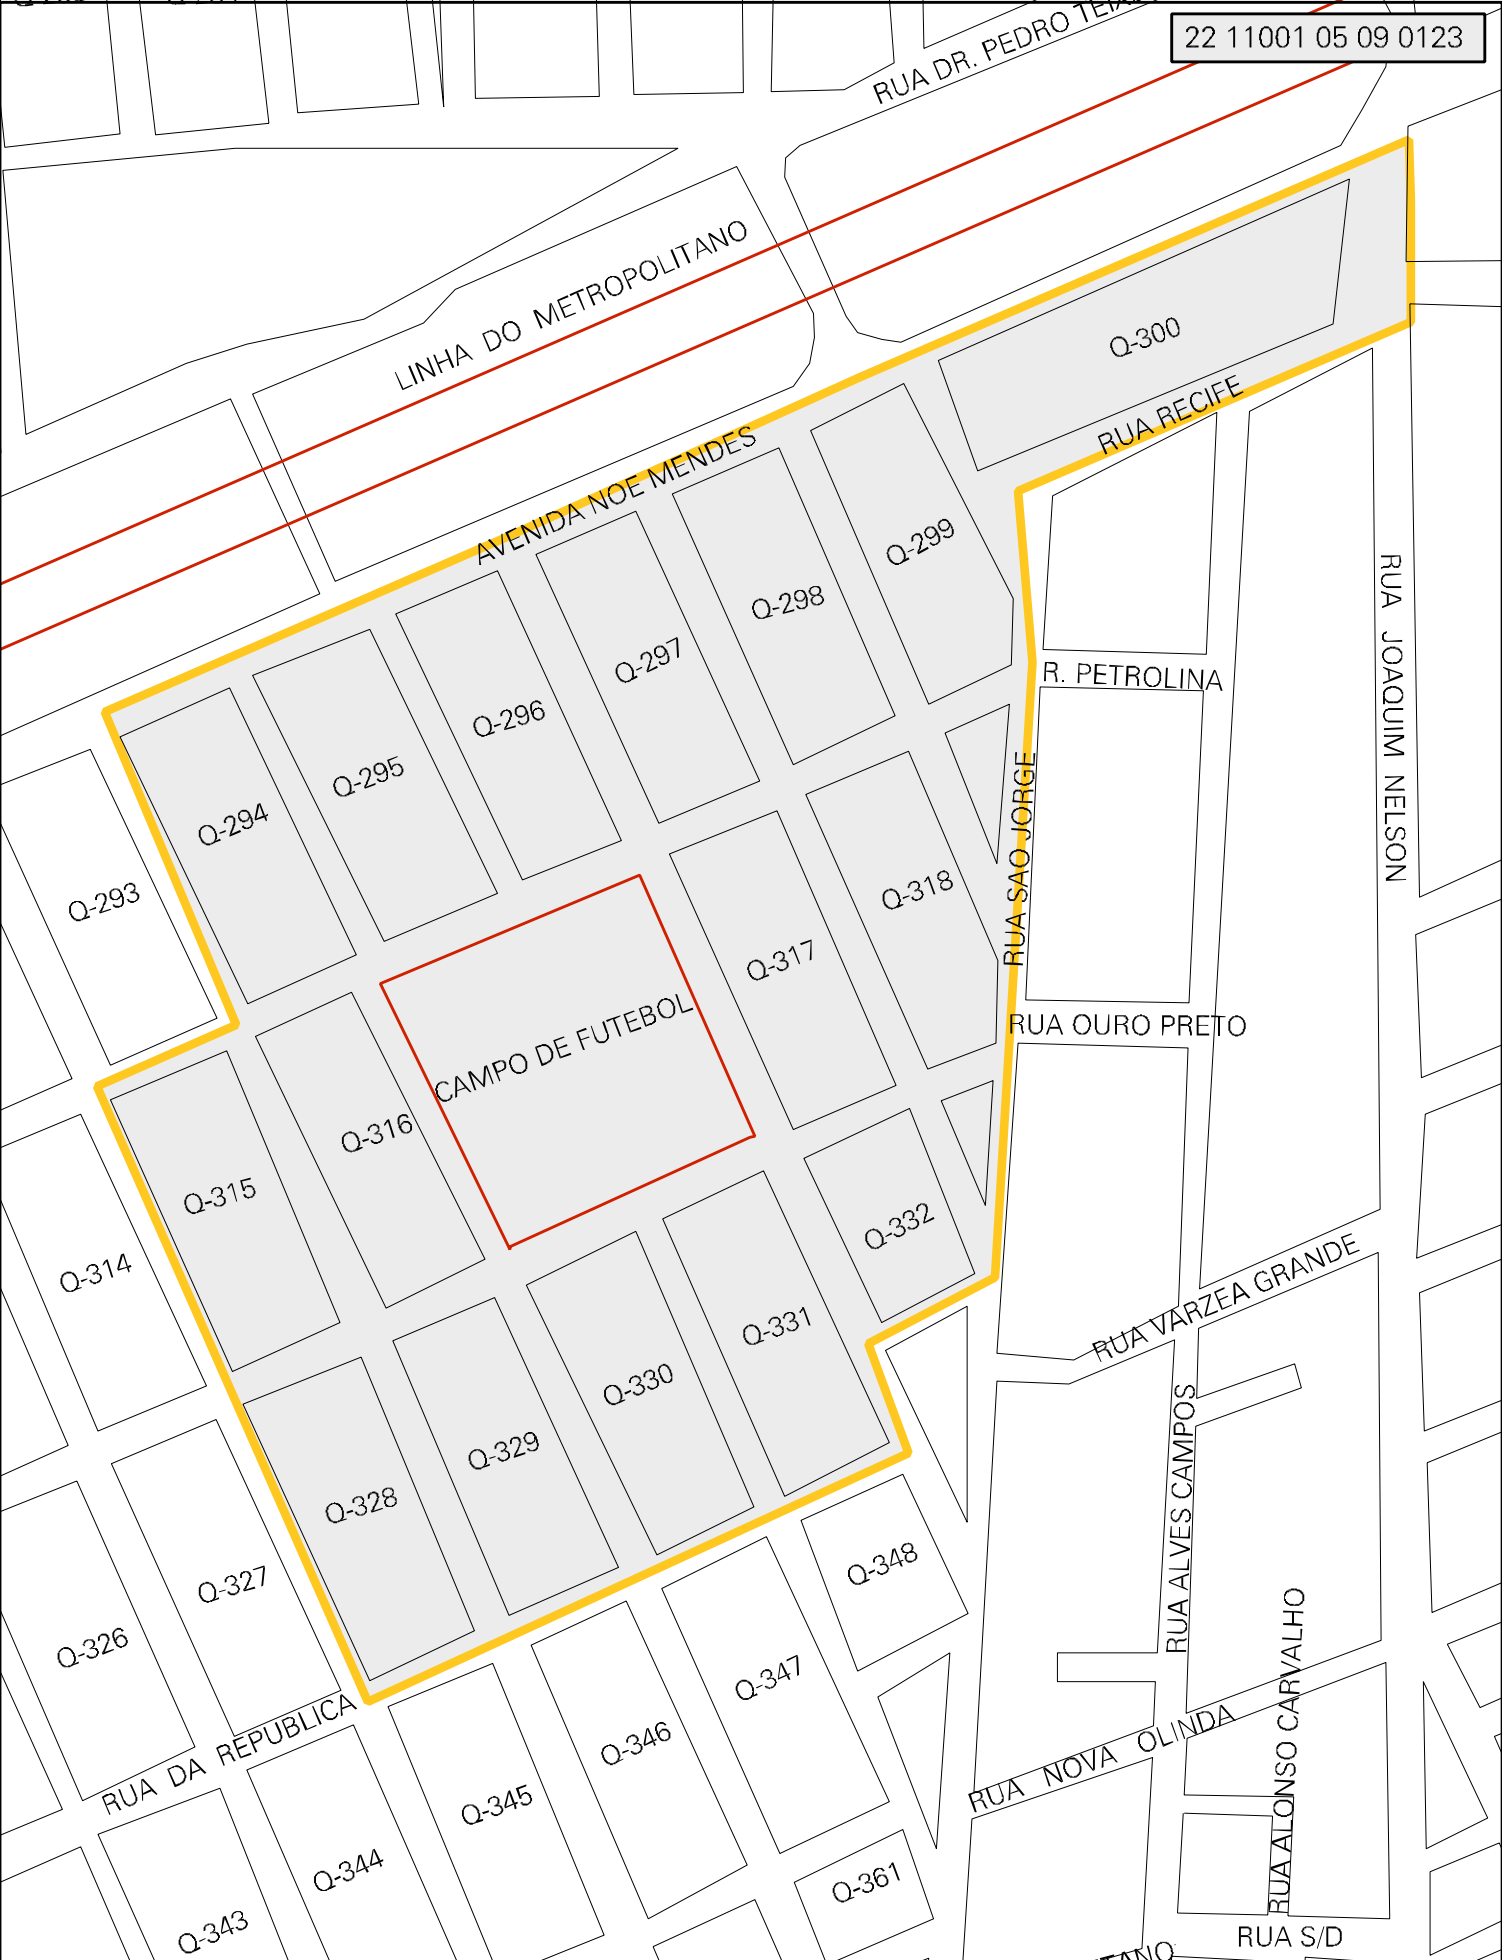 RUA DR. PEDRO
22 11001 05 09 0123
LINHA DO METROPOLITANO
Q-300
RUA RECIFE
AVENIDA NOE MENDES
Q-299
Q-298
Q-297
Q-296
Q-295
Q-294
Q-293
R. PETROLINA
RUA JOAQUIM NELSON
RUA SAO JORGE
Q-318
Q-317
CAMPO DE FUTEBOL
RUA OURO PRETO
Q-316
Q-315
Q-314
Q-332
Q-331
Q-330
Q-329
Q-328
Q-327
Q-326
RUA VARZEA GRANDE
RUA ALVES CAMPOS
Q-348
Q-347
Q-346
Q-345
Q-344
Q-343
RUA DA REPUBLICA
RUA NOVA OLINDA
RUA ALONSO CARVALHO
Q-361
RUA S/D